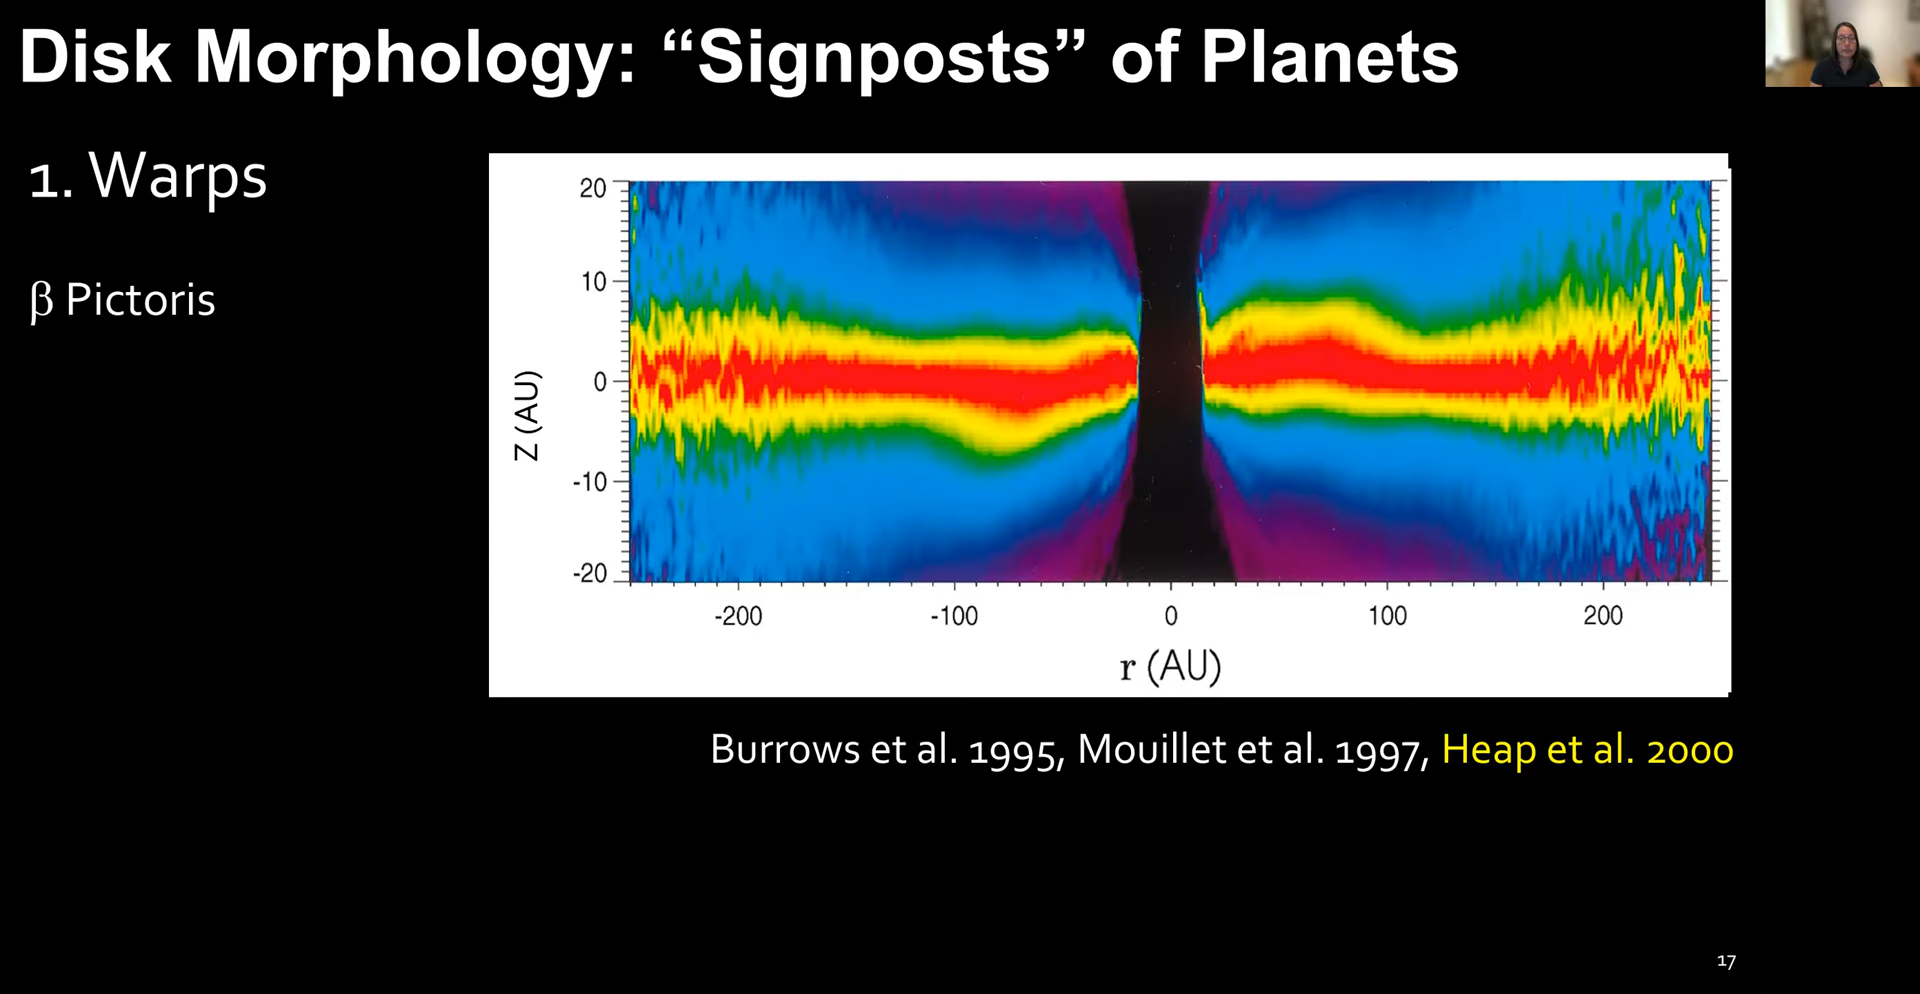 Disk Morphology: “Signposts” of Planets
1. Warps
β Pictoris
20
10
0
-10
-20
Z (AU)
-200 -100 0 100 200
r (AU)
Burrows et al. 1995, Mouillet et al. 1997, Heap et al. 2000
17